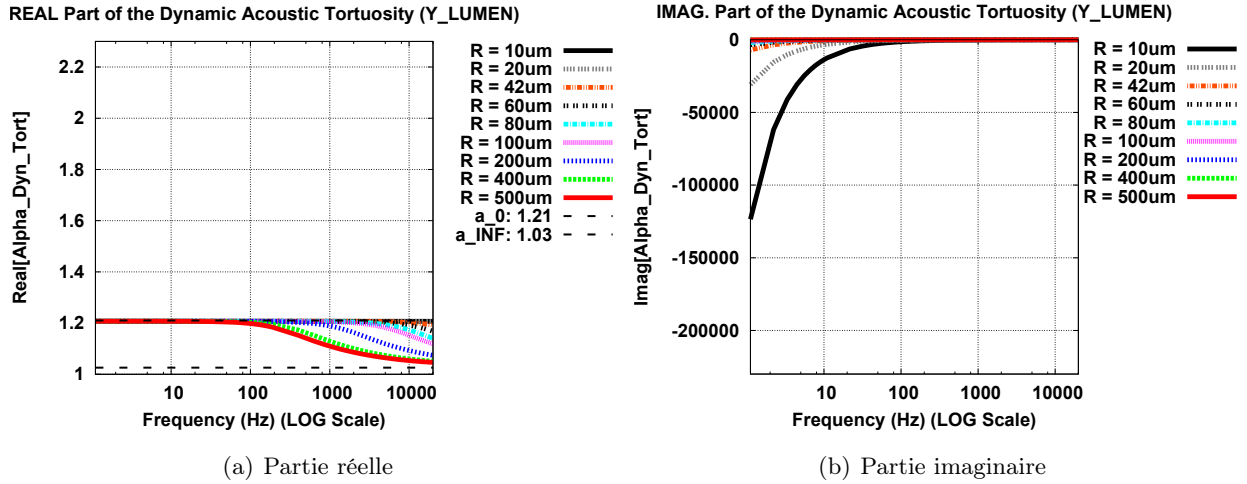 REAL Part of the Dynamic Acoustic Tortuosity (Y_LUMEN)
Real[Alpha_Dyn_Tort]
2.2
2
1.8
1.6
1.4
1.2
1
10
100
1000
10000
Frequency (Hz) (LOG Scale)
R = 10um
R = 20um
R = 42um
R = 60um
R = 80um
R = 100um
R = 200um
R = 400um
R = 500um
a_0: 1.21
a_INF: 1.03
(a) Partie réelle
IMAG. Part of the Dynamic Acoustic Tortuosity (Y_LUMEN)
Imag[Alpha_Dyn_Tort]
0
-50000
-100000
-150000
-200000
10
100
1000
10000
Frequency (Hz) (LOG Scale)
R = 10um
R = 20um
R = 42um
R = 60um
R = 80um
R = 100um
R = 200um
R = 400um
R = 500um
(b) Partie imaginaire